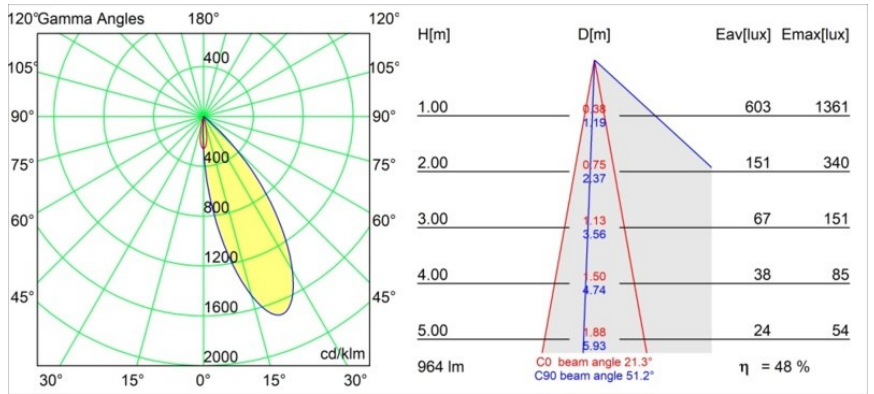 120° Gamma Angles 180° 120°
105° 400 105°
90° 90°
400
75° 75°
800
60° 60°
1200
45° 1600 45°
2000 cd/klm
30° 15° 0° 15° 30°
H[m] D[m] Eav[lux] Emax[lux]
1.00 0.38 603 1361
1.19
2.00 0.75 151 340
2.37
3.00 1.13 67 151
3.56
4.00 1.50 38 85
4.74
5.00 1.88 24 54
5.93
964 lm C0 beam angle 21.3° η = 48 %
C90 beam angle 51.2°